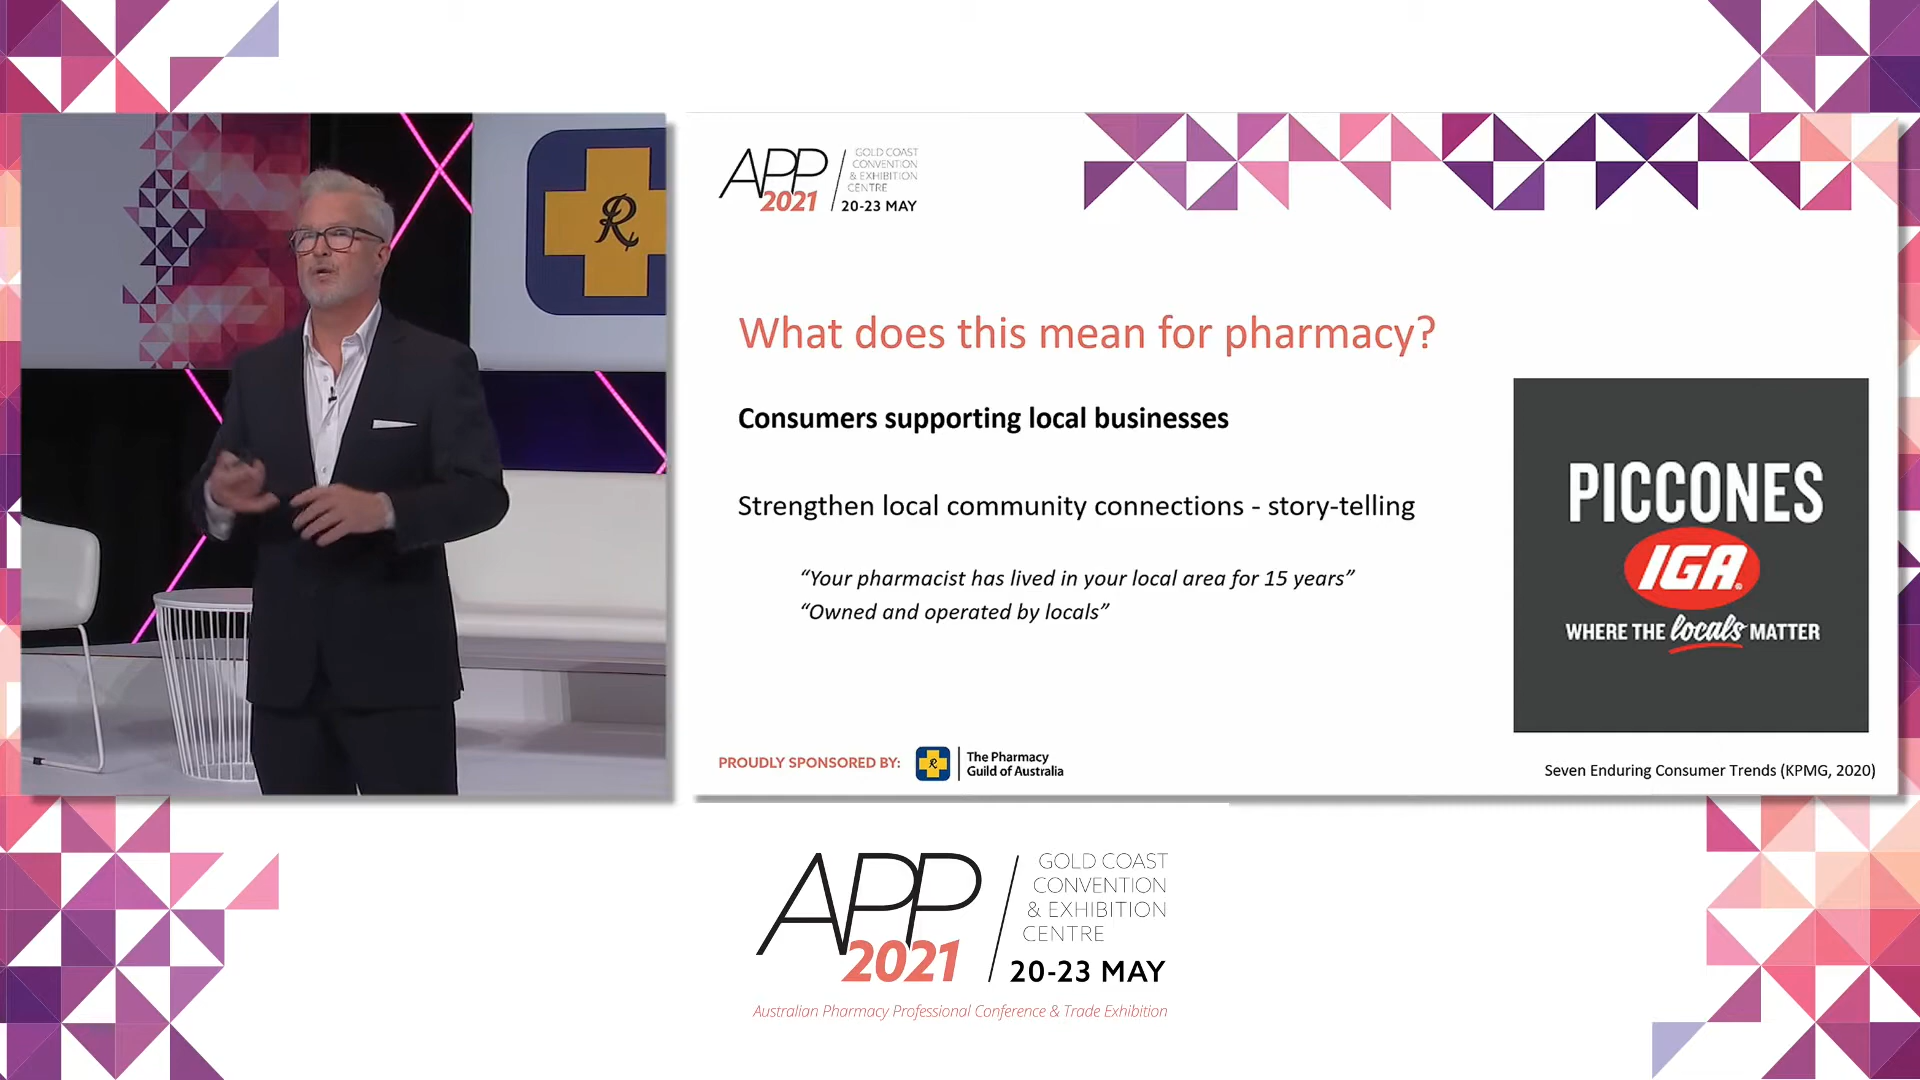 APP
2021
GOLD COAST
CONVENTION
& EXHIBITION
CENTRE
20-23 MAY
What does this mean for pharmacy?
Consumers supporting local businesses
Strengthen local community connections - story-telling
“Your pharmacist has lived in your local area for 15 years”
“Owned and operated by locals”
PICCONES
IGA
WHERE THE locals MATTER
PROUDLY SPONSORED BY:
The Pharmacy
Guild of Australia
Seven Enduring Consumer Trends (KPMG, 2020)
APP
2021
GOLD COAST
CONVENTION
& EXHIBITION
CENTRE
20-23 MAY
Australian Pharmacy Professional Conference & Trade Exhibition